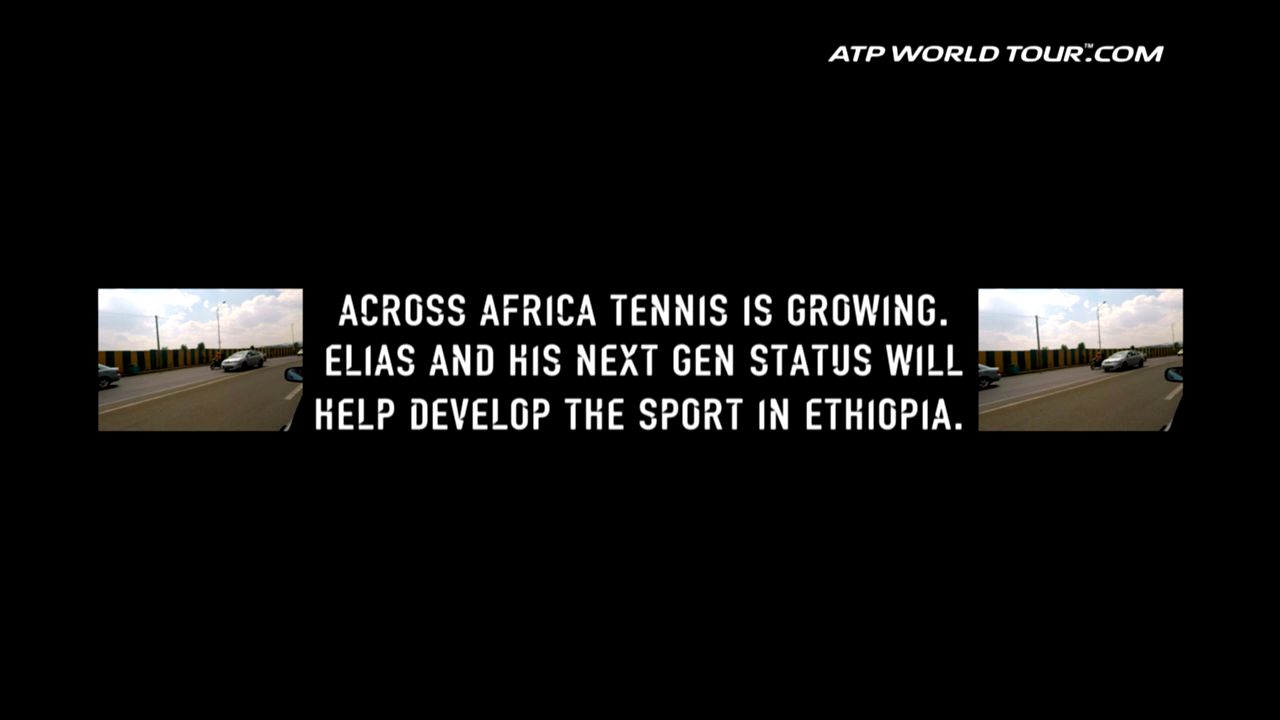 ATP WORLD TOUR™.COM
ACROSS AFRICA TENNIS IS GROWING.
ELIAS AND HIS NEXT GEN STATUS WILL
HELP DEVELOP THE SPORT IN ETHIOPIA.